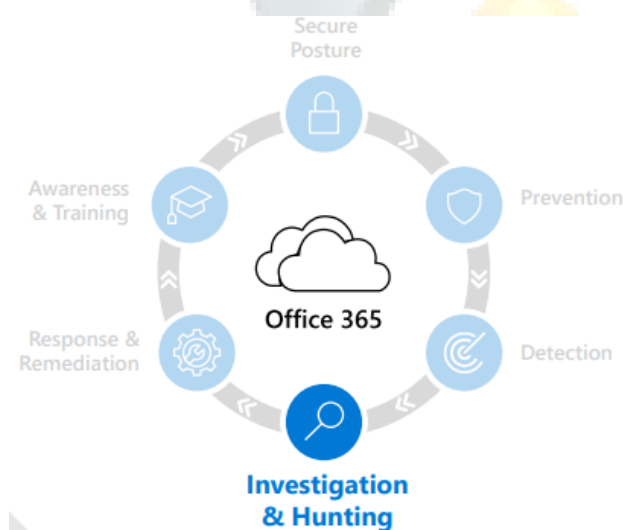 Secure
Posture
Awareness
& Training
Prevention
Office 365
Response &
Remediation
Detection
Investigation
& Hunting